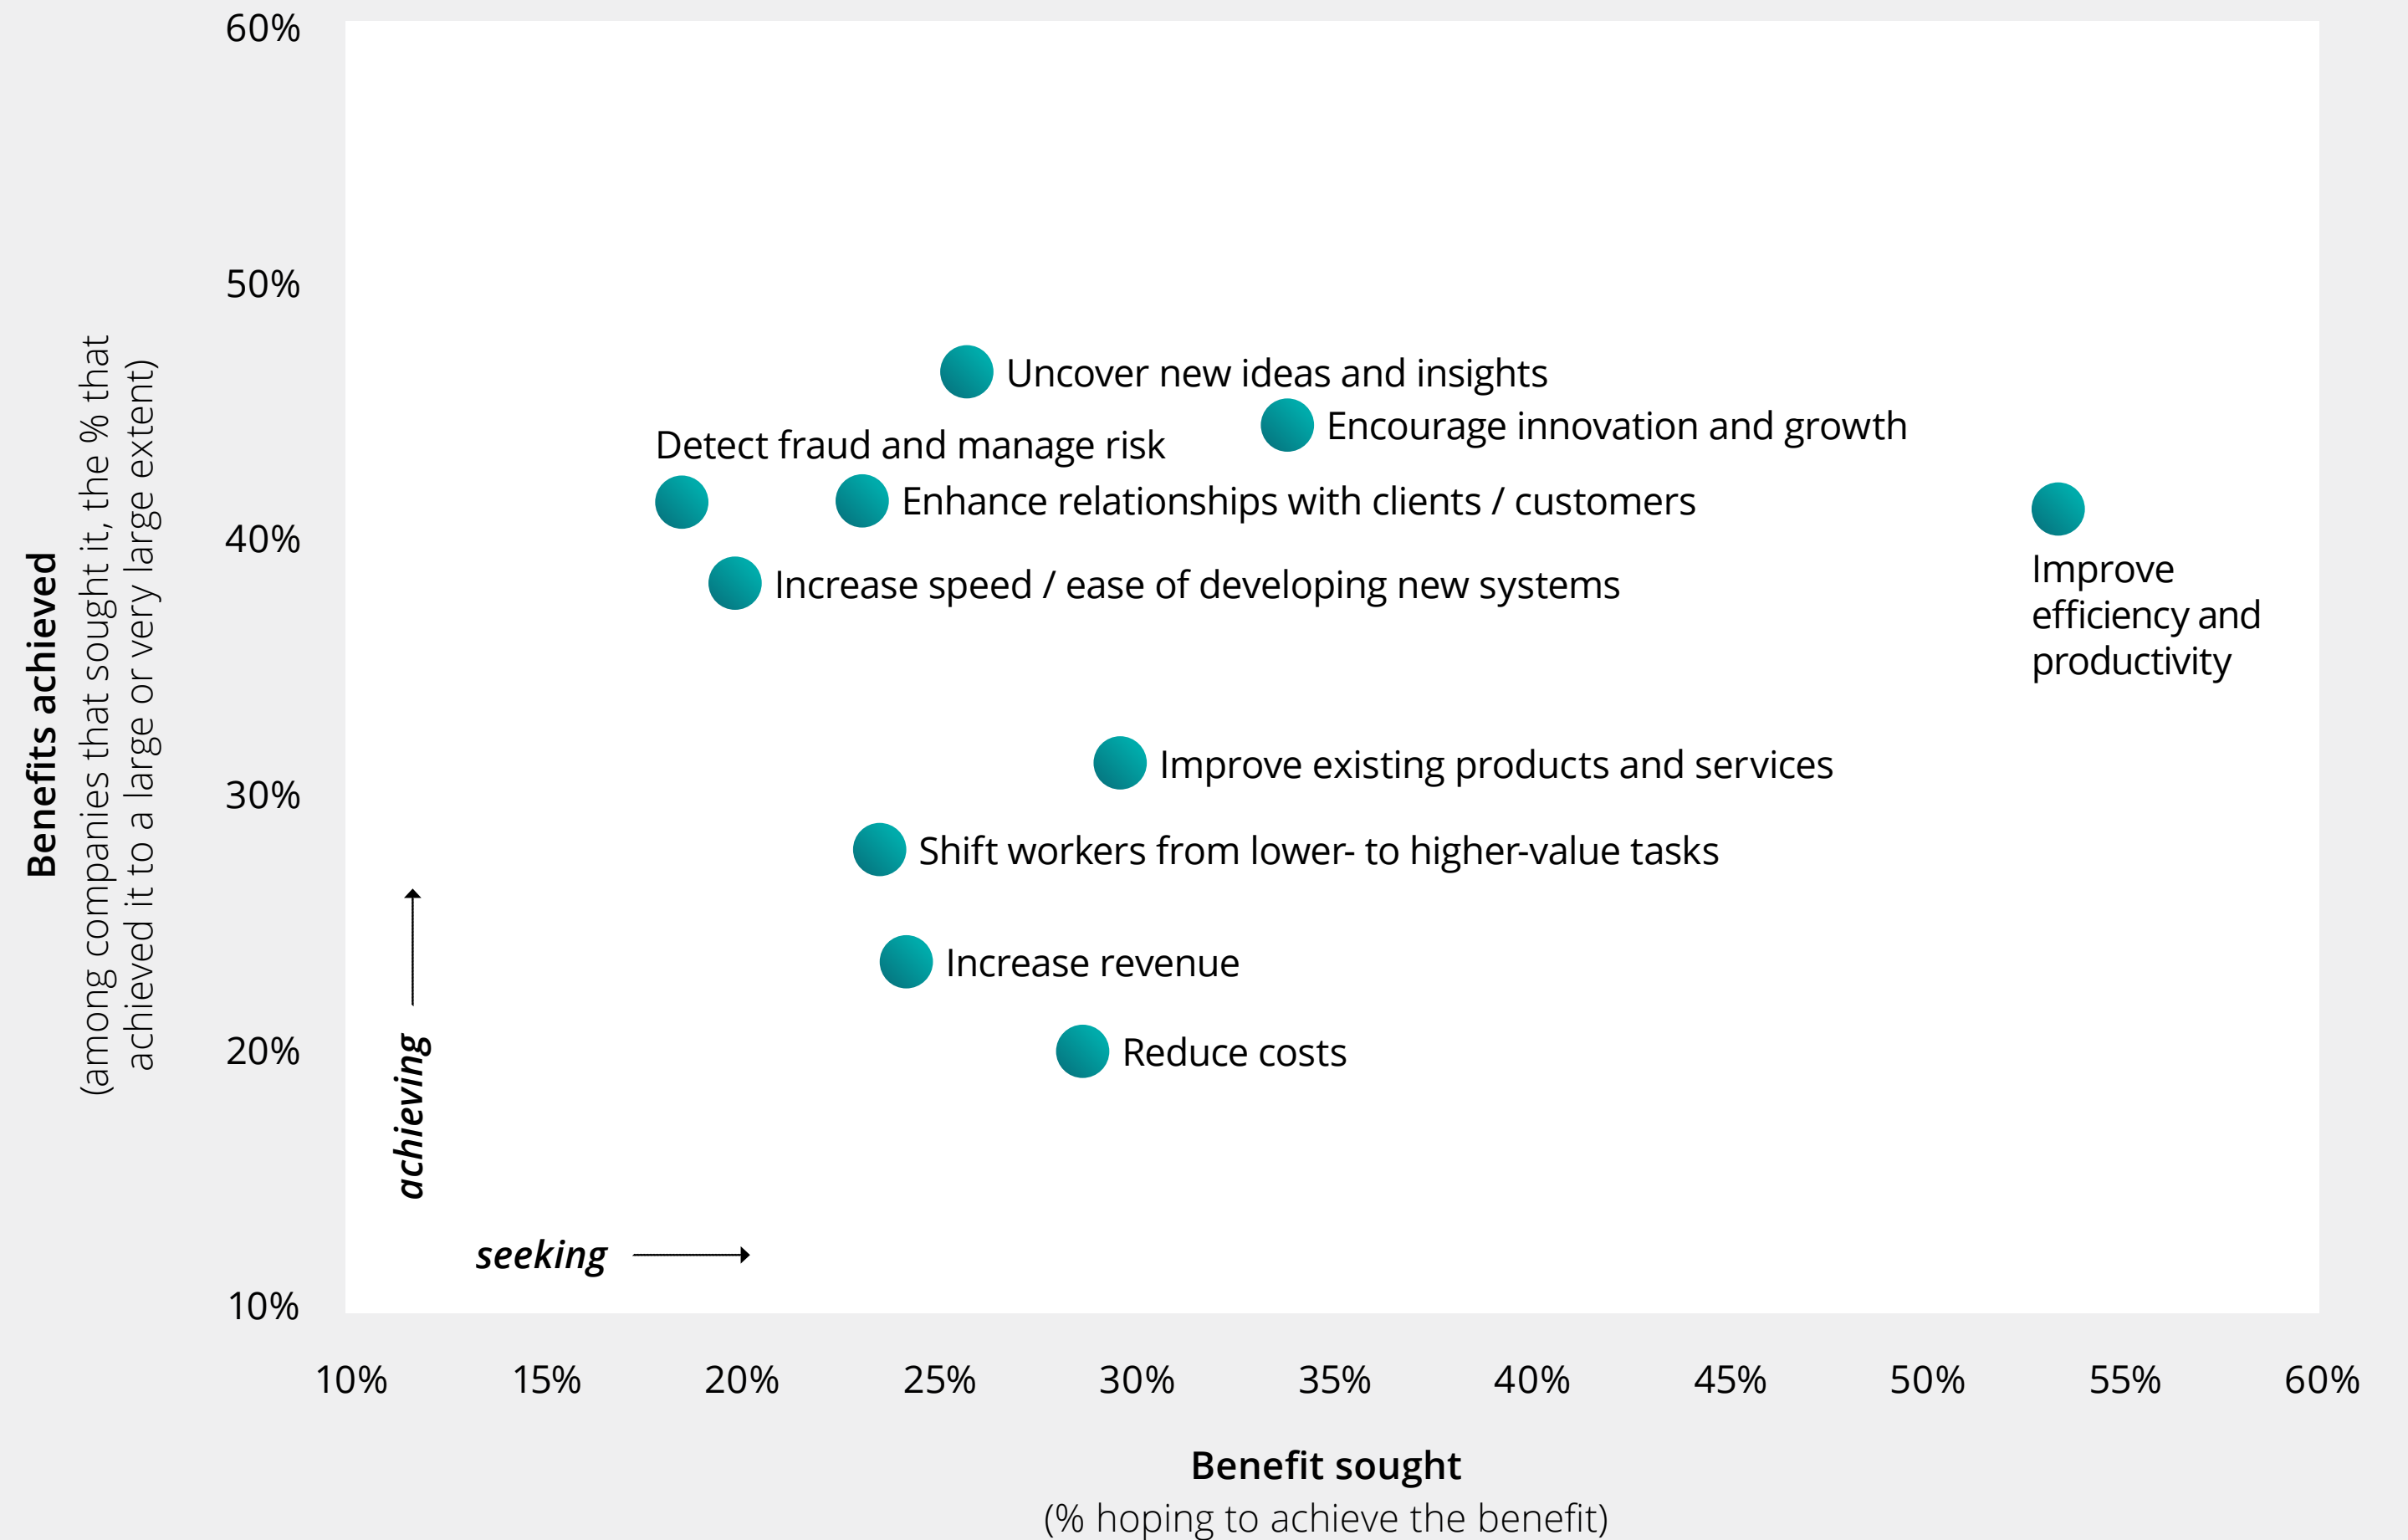 60%
50%
40%
30%
20%
10%
Benefits achieved
(among companies that sought it, the % that
achieved it to a large or very large extent)
Uncover new ideas and insights
Encourage innovation and growth
Detect fraud and manage risk
Enhance relationships with clients / customers
Increase speed / ease of developing new systems
Improve
efficiency and
productivity
Improve existing products and services
Shift workers from lower- to higher-value tasks
Increase revenue
Reduce costs
achieving
seeking
10% 15% 20% 25% 30% 35% 40% 45% 50% 55% 60%
Benefit sought
(% hoping to achieve the benefit)